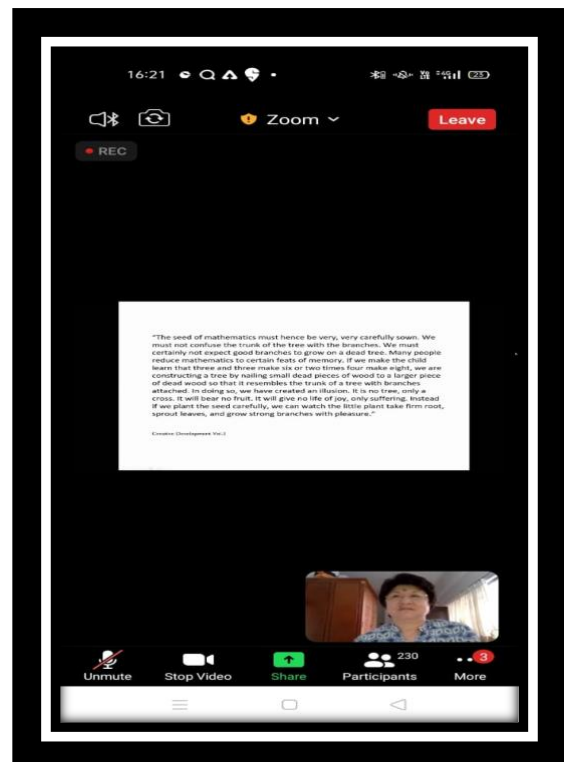 16:21
23
Zoom
Leave
REC
"The seed of mathematics must hence be very, very carefully sown. We
must not confuse the trunk of the tree with the branches. We must
certainly not expect good branches to grow on a dead tree. Many people
reduce mathematics to certain feats of memory. If we make the child
learn that three and three make six or two times four make eight, we are
constructing a tree by nailing small dead pieces of wood to a larger piece
of dead wood so that it resembles the trunk of a tree with branches
attached. In doing so, we have created an illusion. It is no tree, only a
cross. It will bear no fruit. It will give no life of joy, only suffering. Instead
if we plant the seed carefully, we can watch the little plant take firm root,
sprout leaves, and grow strong branches with pleasure."
Creative Development Vol.2
230
3
Unmute Stop Video Share Participants More